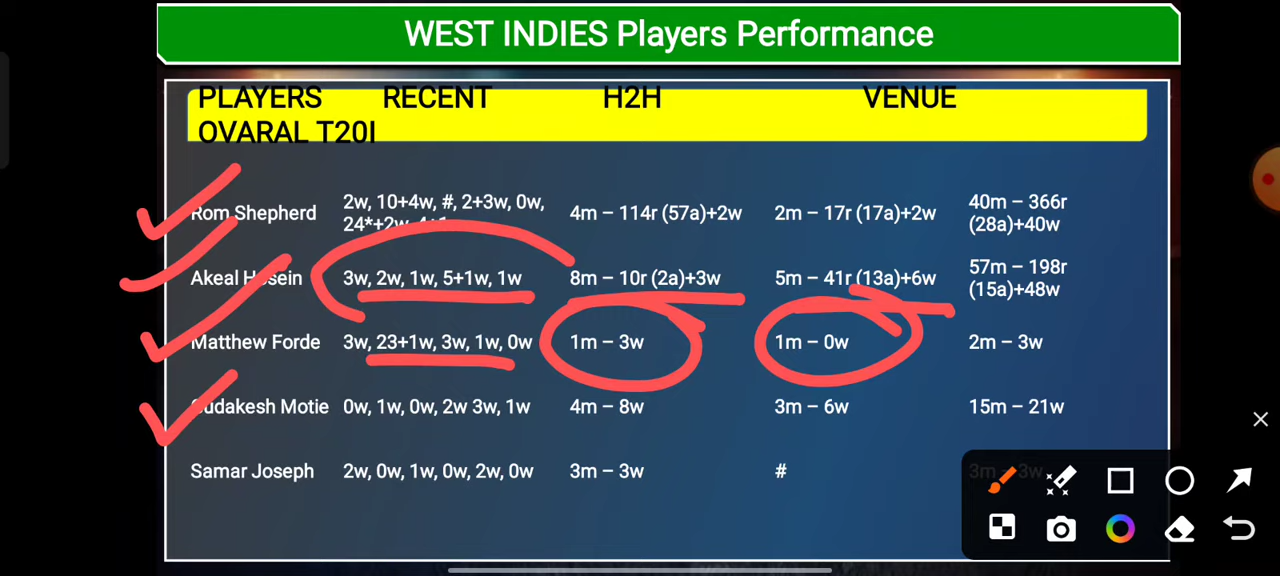 WEST INDIES Players Performance
PLAYERS RECENT H2H VENUE
OVARAL T20I
Rom Shepherd 2w, 10+4w, #, 2+3w, 0w, 4m – 114r (57a)+2w 2m – 17r (17a)+2w 40m – 366r
24*+2w, (28a)+40w
Akeal Hosein 3w, 2w, 1w, 5+1w, 1w 8m – 10r (2a)+3w 5m – 41r (13a)+6w 57m – 198r
(15a)+48w
Matthew Forde 3w, 23+1w, 3w, 1w, 0w 1m – 3w 1m – 0w 2m – 3w
Gudakesh Motie 0w, 1w, 0w, 2w 3w, 1w 4m – 8w 3m – 6w 15m – 21w
Samar Joseph 2w, 0w, 1w, 0w, 2w, 0w 3m – 3w # 3m – 3w